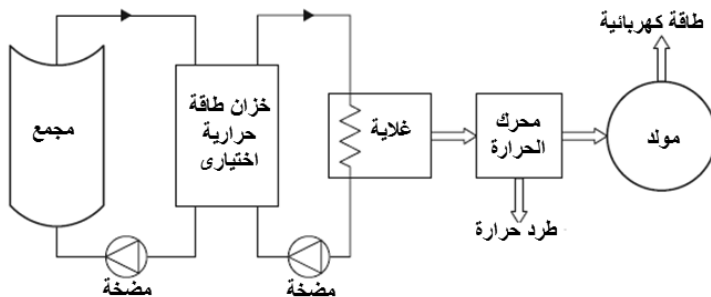 طاقة كهربائية
مجمع
خزان طاقة
حرارية
اختيارى
غلاية
محرك
الحرارة
مولد
طرد حرارة
مضخة
مضخة